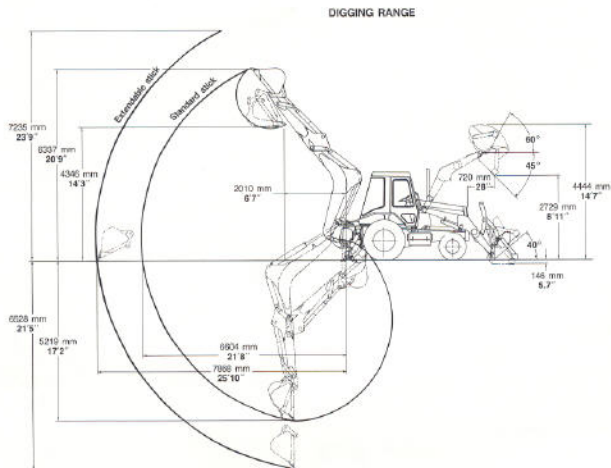 DIGGING RANGE
Extendable stick
Standard stick
7235 mm
23'9"
6337 mm
20'9"
4346 mm
14'3"
2010 mm
6'7"
60°
45°
720 mm
28"
4444 mm
14'7"
2729 mm
8'11"
40°
146 mm
5.7"
6528 mm
21'5"
5219 mm
17'2"
6604 mm
21'8"
7868 mm
25'10"